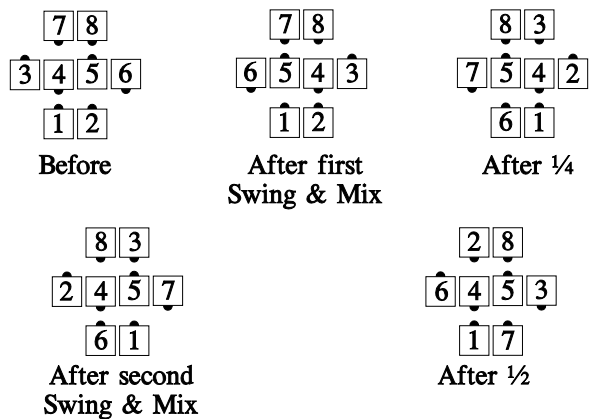 7 8
3 4 5 6
1 2
Before
7 8
6 5 4 3
1 2
After first
Swing & Mix
8 3
7 5 4 2
6 1
After ¼
8 3
2 4 5 7
6 1
After second
Swing & Mix
2 8
6 4 5 3
1 7
After ½